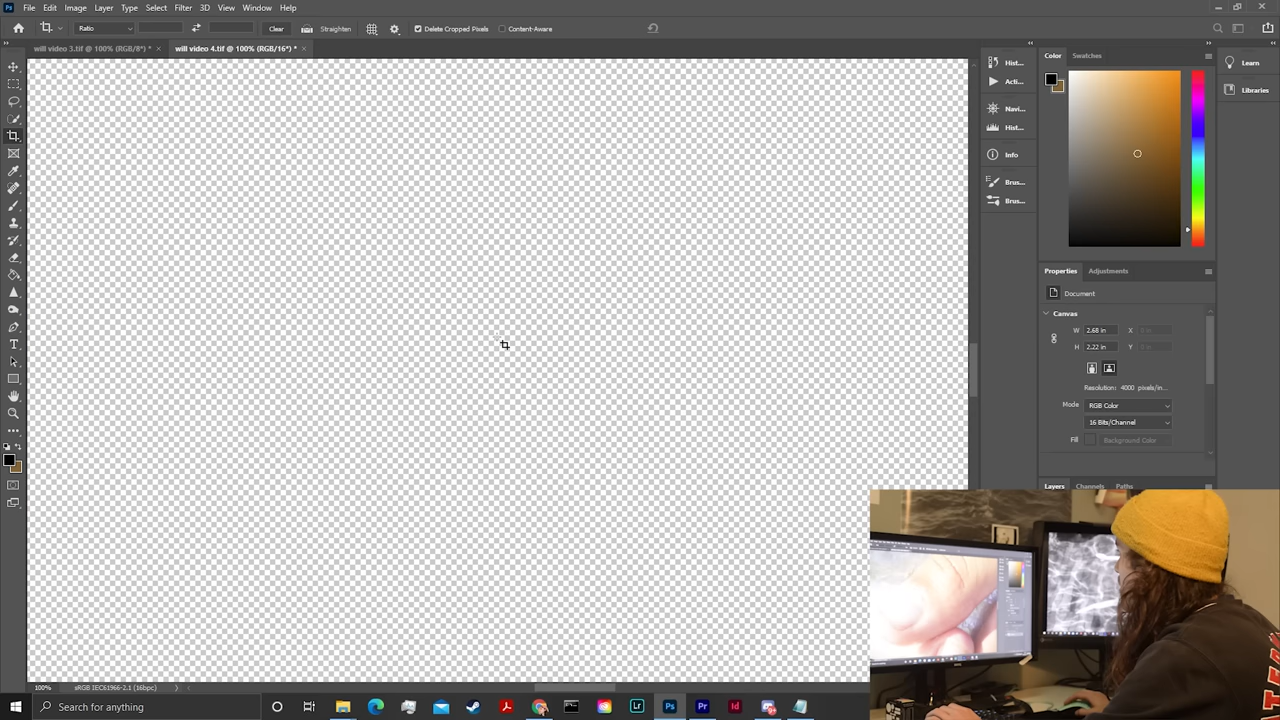 File Edit Image Layer Type Select Filter 3D View Window Help
Ratio Clear Straighten Delete Cropped Pixels Content-Aware
will video 3.tif @ 100% (RGB/8*) * × will video 4.tif @ 100% (RGB/16*) * ×
Hist...
Acti...
Navi...
Hist...
Info
Brus...
Brus...
Color Swatches
Learn
Libraries
Properties Adjustments
Document
Canvas
W 2.68 in X
H 2.22 in Y
Resolution: 4000 pixels/in...
Mode RGB Color
16 Bits/Channel
Fill Background Color
Layers Channels Paths
100% sRGB IEC61966-2.1 (16bpc)
Search for anything
Lr Ps Pr Id